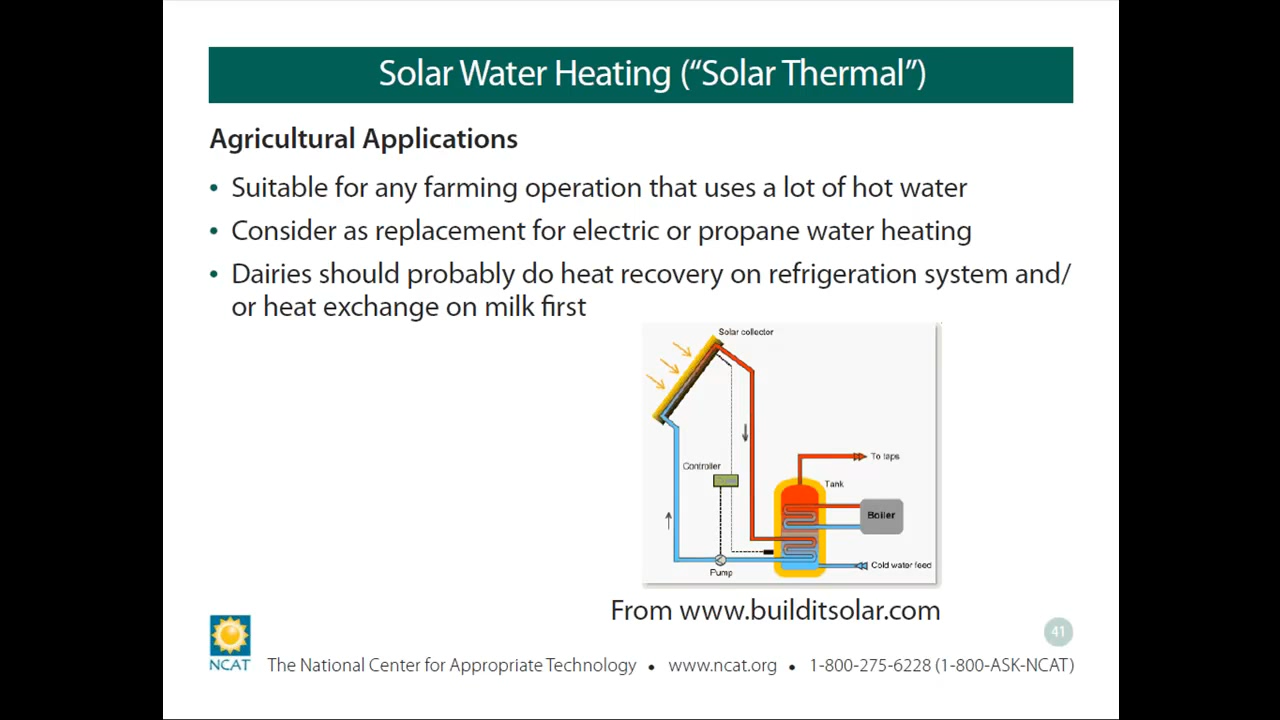 Solar Water Heating (“Solar Thermal”)
Agricultural Applications
• Suitable for any farming operation that uses a lot of hot water
• Consider as replacement for electric or propane water heating
• Dairies should probably do heat recovery on refrigeration system and/
or heat exchange on milk first
Solar collector
Controller
To taps
Tank
Boiler
Cold water feed
Pump
From www.builditsolar.com
41
NCAT
The National Center for Appropriate Technology • www.ncat.org • 1-800-275-6228 (1-800-ASK-NCAT)